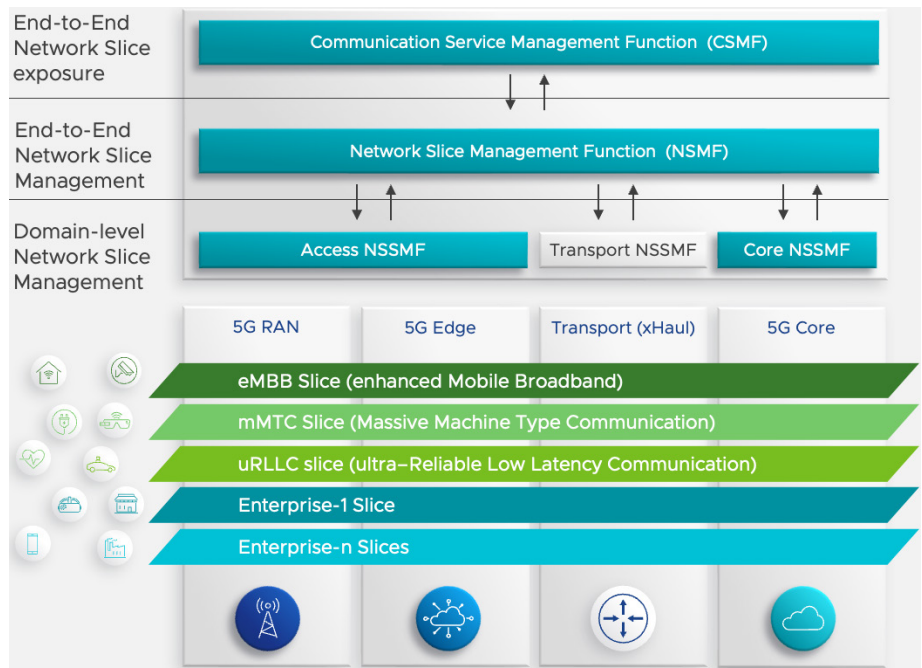 End-to-End
Network Slice
exposure
Communication Service Management Function (CSMF)
End-to-End
Network Slice
Management
Network Slice Management Function (NSMF)
Domain-level
Network Slice
Management
Access NSSMF
Transport NSSMF
Core NSSMF
5G RAN
5G Edge
Transport (xHaul)
5G Core
eMBB Slice (enhanced Mobile Broadband)
mMTC Slice (Massive Machine Type Communication)
uRLLC slice (ultra–Reliable Low Latency Communication)
Enterprise-1 Slice
Enterprise-n Slices